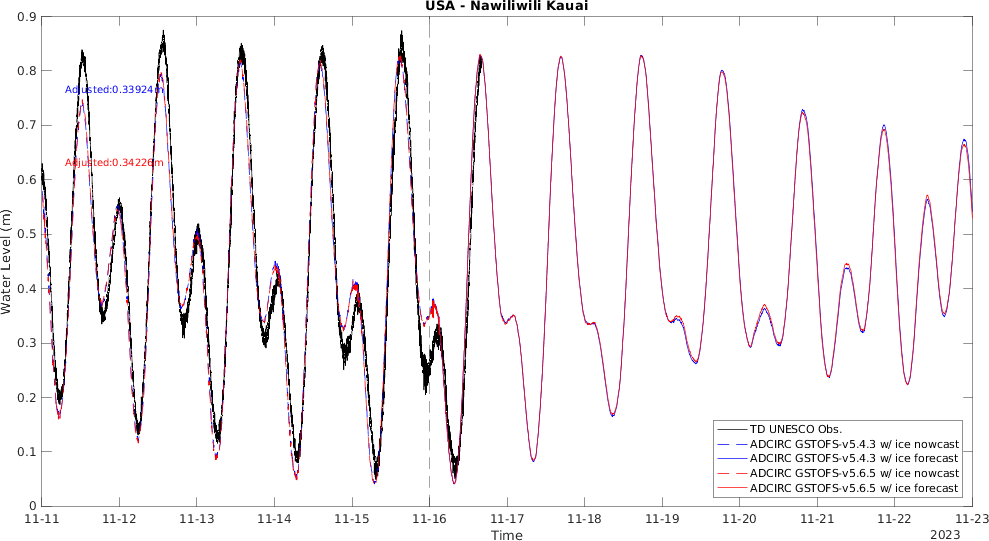 USA - Nawiliwili Kauai
0.9
0.8
0.7
0.6
0.5
0.4
0.3
0.2
0.1
0
Water Level (m)
Adjusted:0.33924m
Adjusted:0.34226m
TD UNESCO Obs.
ADCIRC GSTOFS-v5.4.3 w/ ice nowcast
ADCIRC GSTOFS-v5.4.3 w/ ice forecast
ADCIRC GSTOFS-v5.6.5 w/ ice nowcast
ADCIRC GSTOFS-v5.6.5 w/ ice forecast
11-11 11-12 11-13 11-14 11-15 11-16 11-17 11-18 11-19 11-20 11-21 11-22 11-23
Time
2023